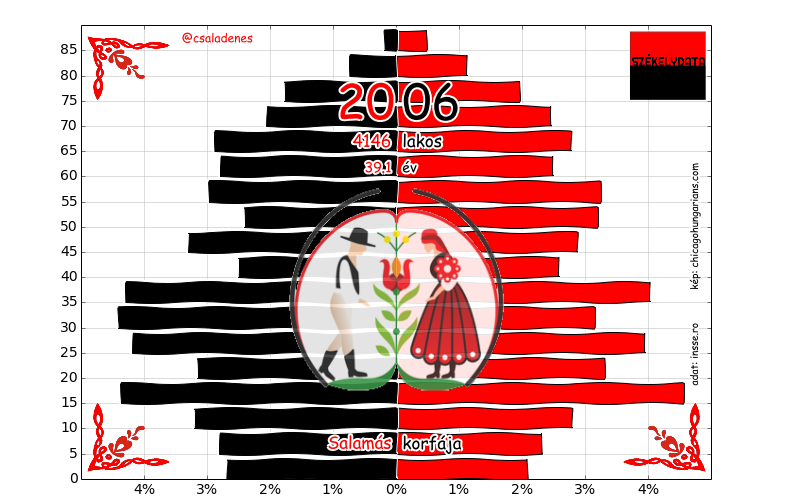 @csaladenes
SZÉKELYDATA
2006
4146 lakos
39.1 év
kép: chicagohungarians.com
adat: insse.ro
Salamás korfája
85
80
75
70
65
60
55
50
45
40
35
30
25
20
15
10
5
0
4% 3% 2% 1% 0% 1% 2% 3% 4%